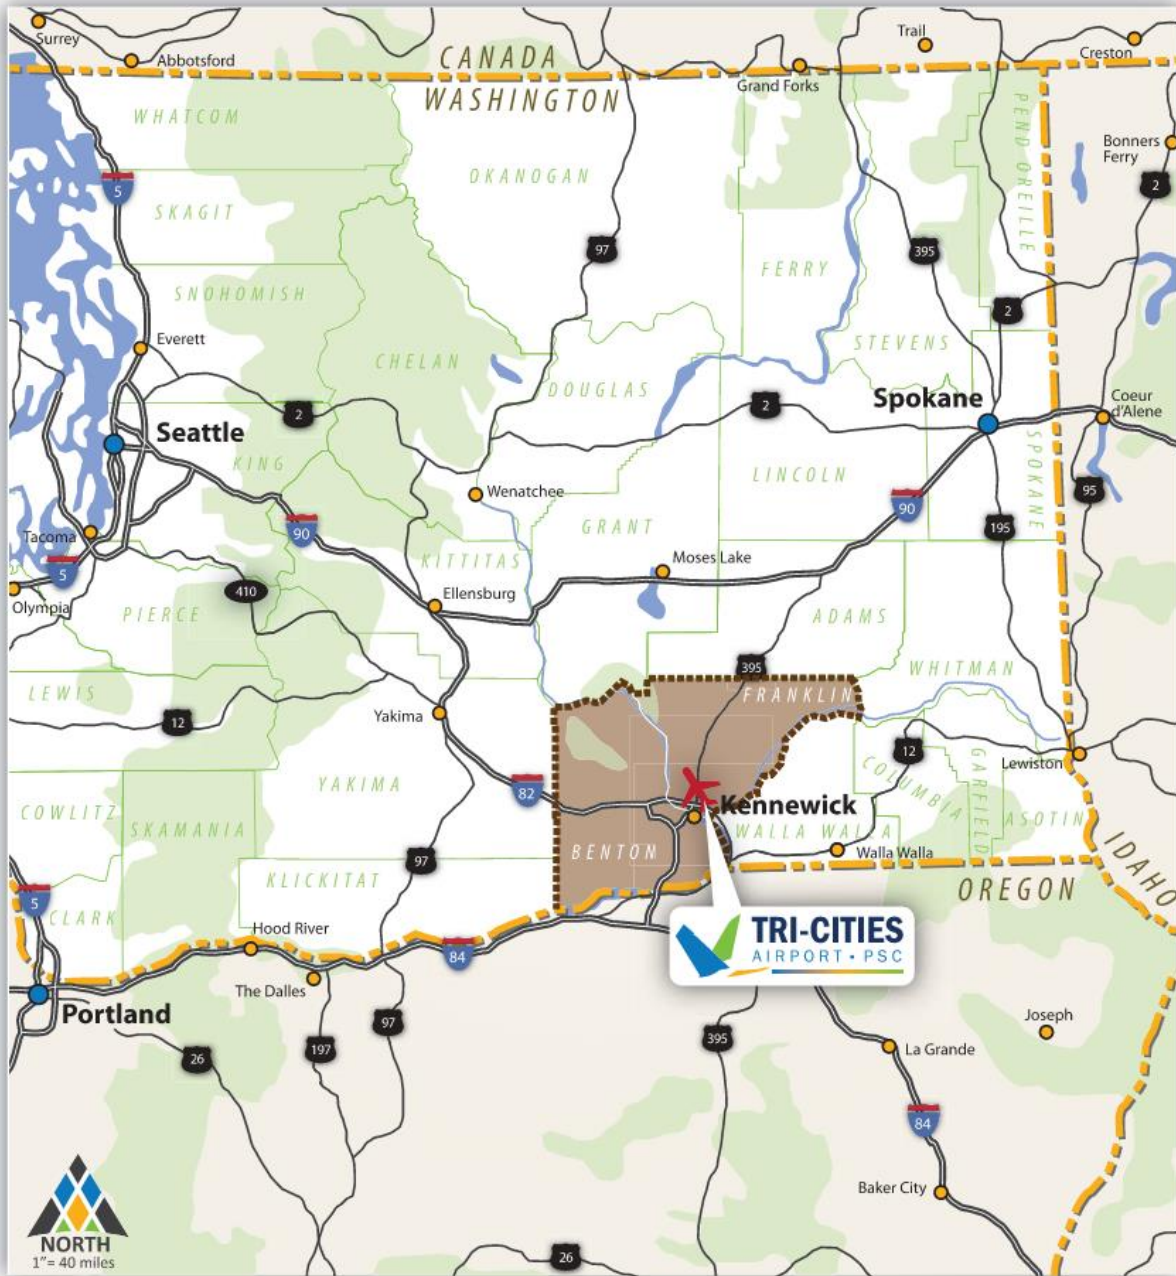 Surrey
Abbotsford
CANADA
Trail
Creston
WASHINGTON
Grand Forks
WHATCOM
PEND OREILLE
Bonners
Ferry
OKANOGAN
5
2
SKAGIT
97
395
FERRY
SNOHOMISH
2
Everett
STEVENS
CHELAN
DOUGLAS
Spokane
Coeur
d'Alene
2
2
Seattle
KING
SPOKANE
LINCOLN
Wenatchee
95
90
GRANT
90
195
Tacoma
KITTITAS
Moses Lake
5
410
Ellensburg
Olympia
PIERCE
ADAMS
395
WHITMAN
LEWIS
FRANKLIN
12
Yakima
12
Lewiston
COLUMBIA
GARFIELD
YAKIMA
82
Kennewick
COWLITZ
SKAMANIA
WALLA WALLA
ASOTIN
BENTON
Walla Walla
97
IDAHO
KLICKITAT
OREGON
5
CLARK
Hood River
TRI-CITIES
AIRPORT • PSC
84
The Dalles
Portland
97
Joseph
395
26
197
La Grande
84
Baker City
NORTH
1"= 40 miles
26